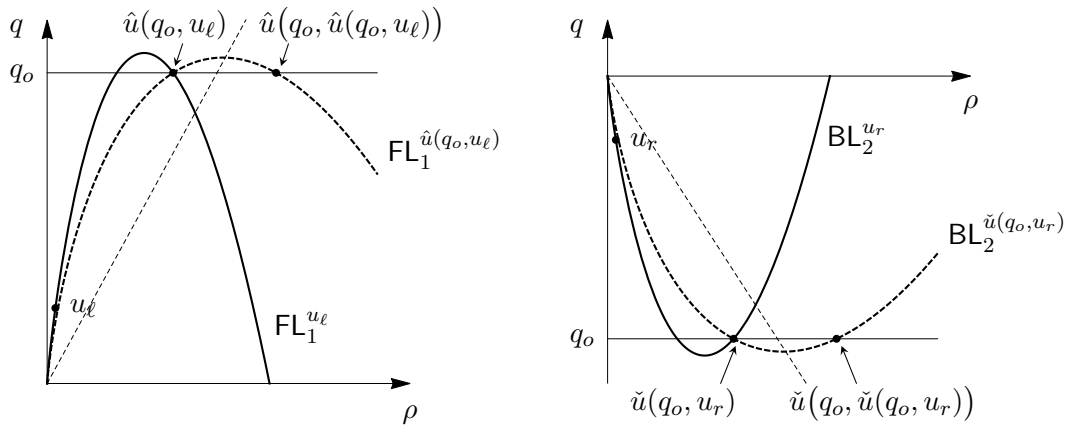 q
û(q_o, u_ℓ)
û(q_o, û(q_o, u_ℓ))
q_o
FL_1^{û(q_o,u_ℓ)}
u_ℓ
FL_1^{u_ℓ}
ρ
q
ρ
u_r
BL_2^{u_r}
BL_2^{ǔ(q_o,u_r)}
q_o
ǔ(q_o, u_r)
ǔ(q_o, ǔ(q_o, u_r))